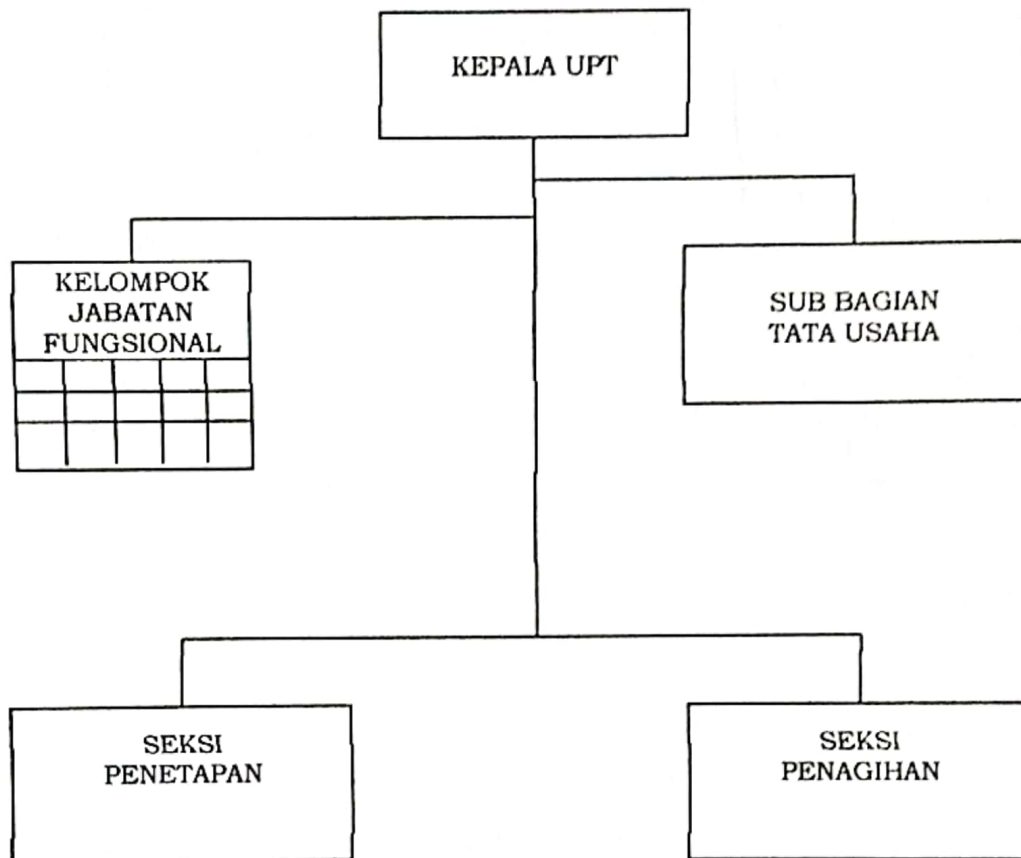 KEPALA UPT
KELOMPOK
JABATAN
FUNGSIONAL
SUB BAGIAN
TATA USAHA
SEKSI
PENETAPAN
SEKSI
PENAGIHAN